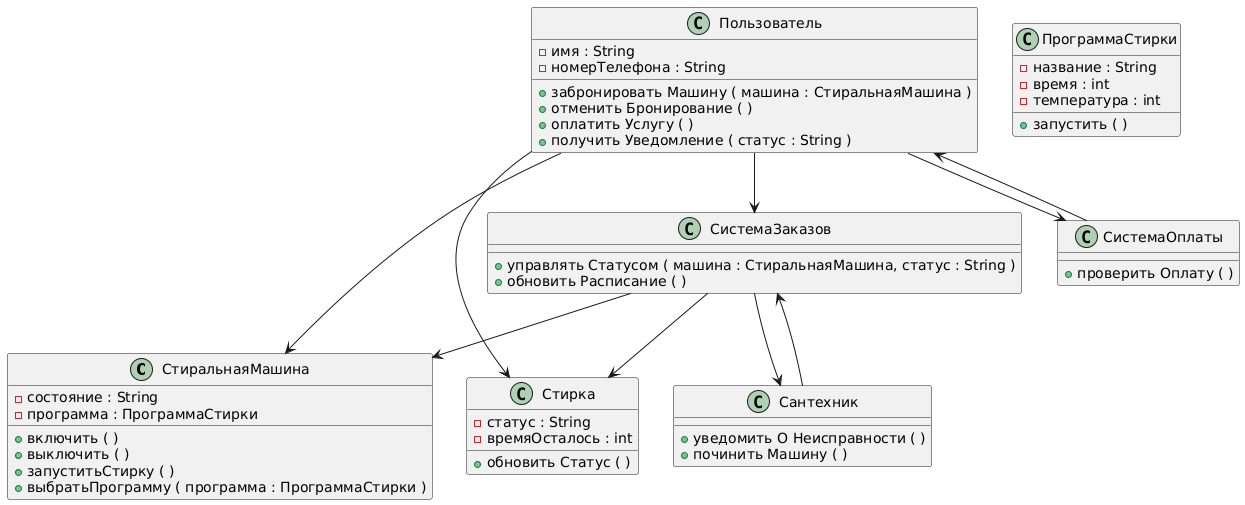 Пользователь
имя : String
номерТелефона : String
забронировать Машину ( машина : СтиральнаяМашина )
отменить Бронирование ( )
оплатить Услугу ( )
получить Уведомление ( статус : String )
ПрограммаСтирки
название : String
время : int
температура : int
запустить ( )
СистемаЗаказов
управлять Статусом ( машина : СтиральнаяМашина, статус : String )
обновить Расписание ( )
СистемаОплаты
проверить Оплату ( )
СтиральнаяМашина
состояние : String
программа : ПрограммаСтирки
включить ( )
выключить ( )
запуститьСтирку ( )
выбратьПрограмму ( программа : ПрограммаСтирки )
Стирка
статус : String
времяОсталось : int
обновить Статус ( )
Сантехник
уведомить О Неисправности ( )
починить Машину ( )